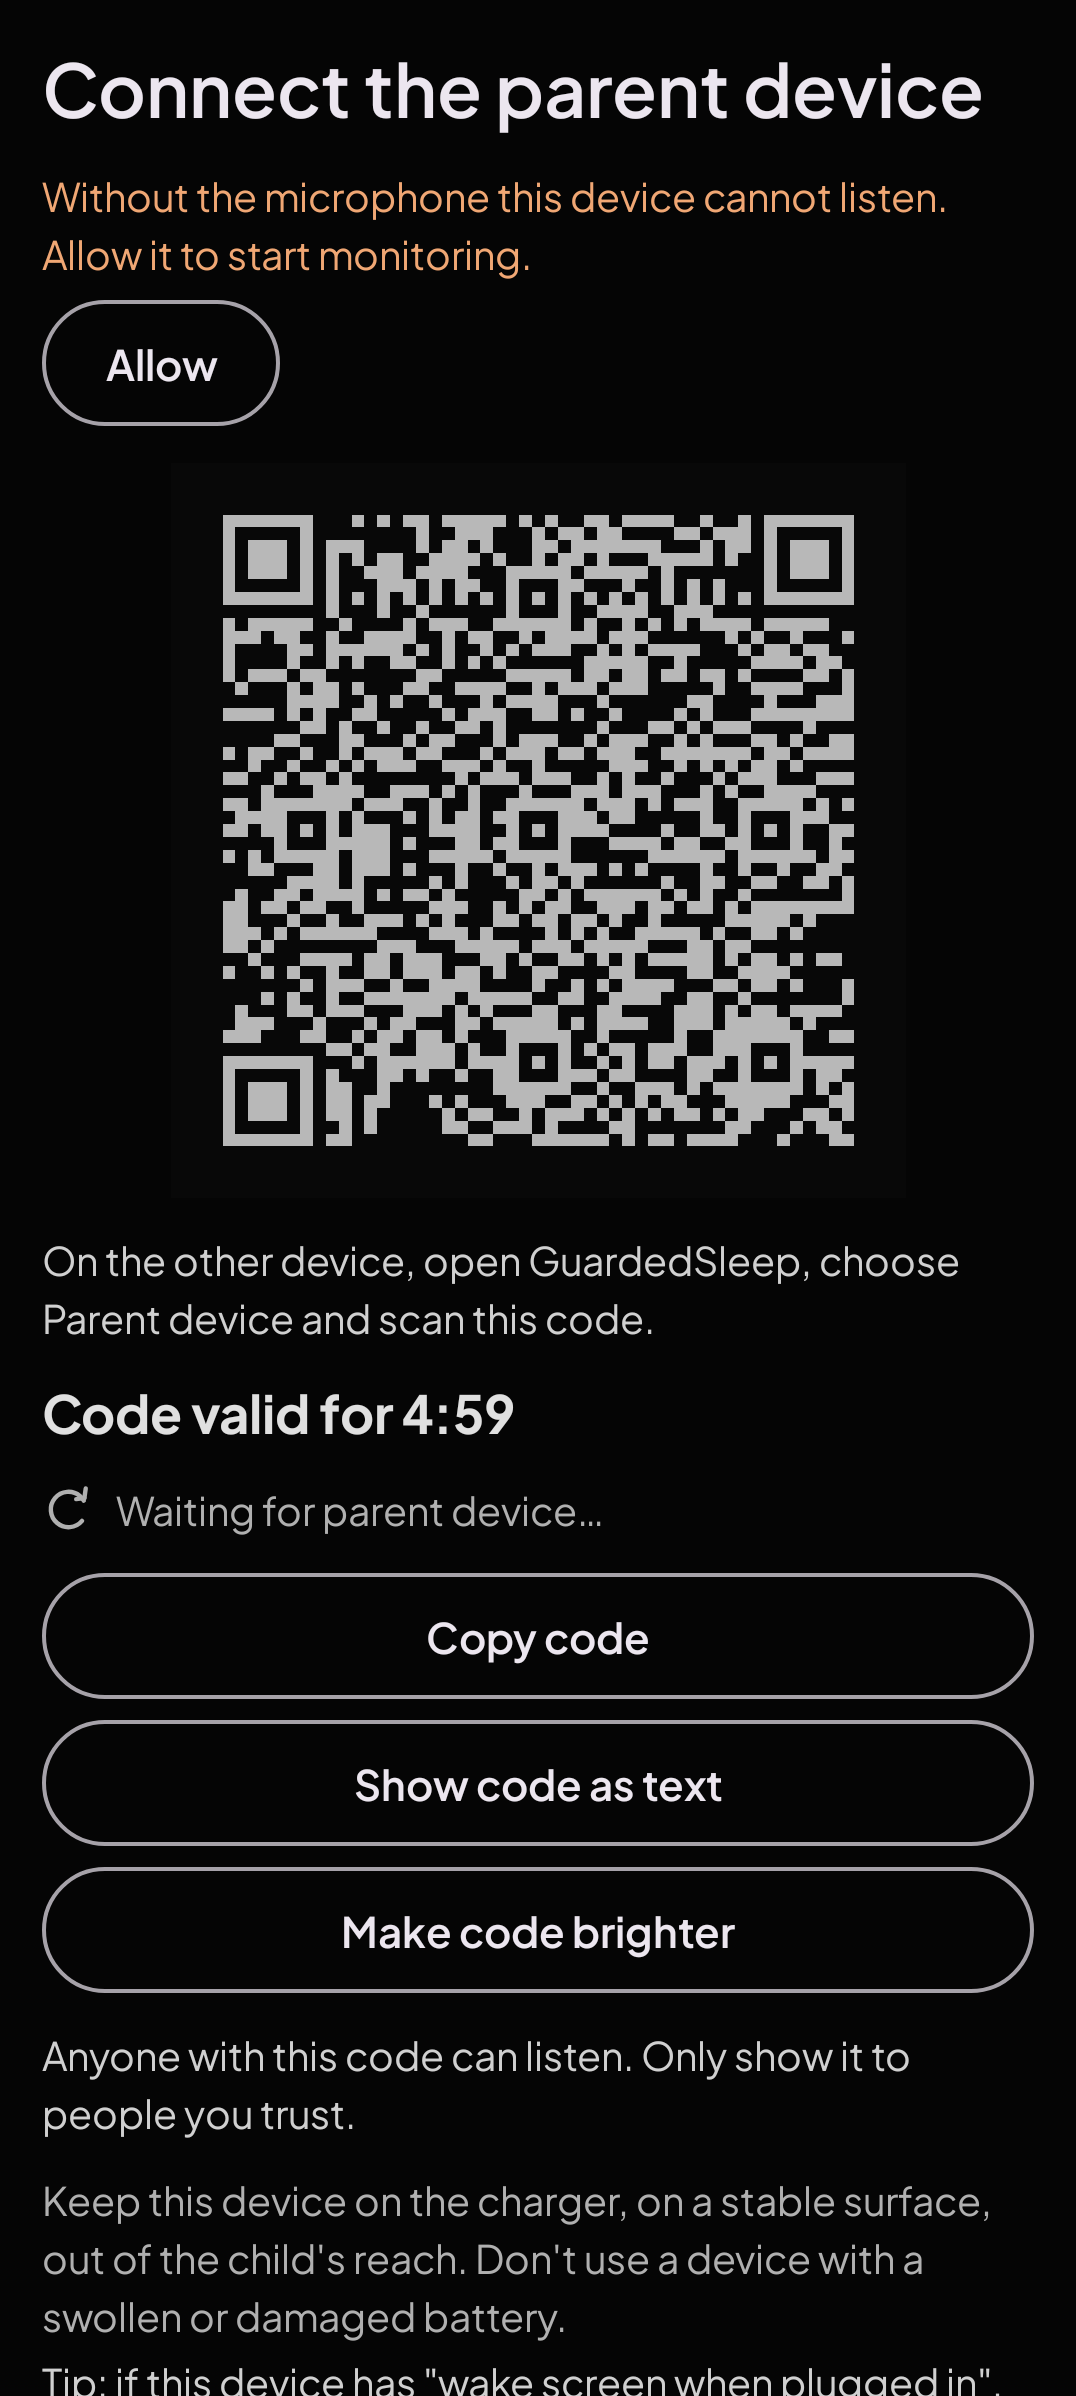 Connect the parent device
Without the microphone this device cannot listen.
Allow it to start monitoring.
Allow
On the other device, open GuardedSleep, choose
Parent device and scan this code.
Code valid for 4:59
Waiting for parent device...
Copy code
Show code as text
Make code brighter
Anyone with this code can listen. Only show it to
people you trust.
Keep this device on the charger, on a stable surface,
out of the child's reach. Don't use a device with a
swollen or damaged battery.
Tip: if this device has "wake screen when plugged in",